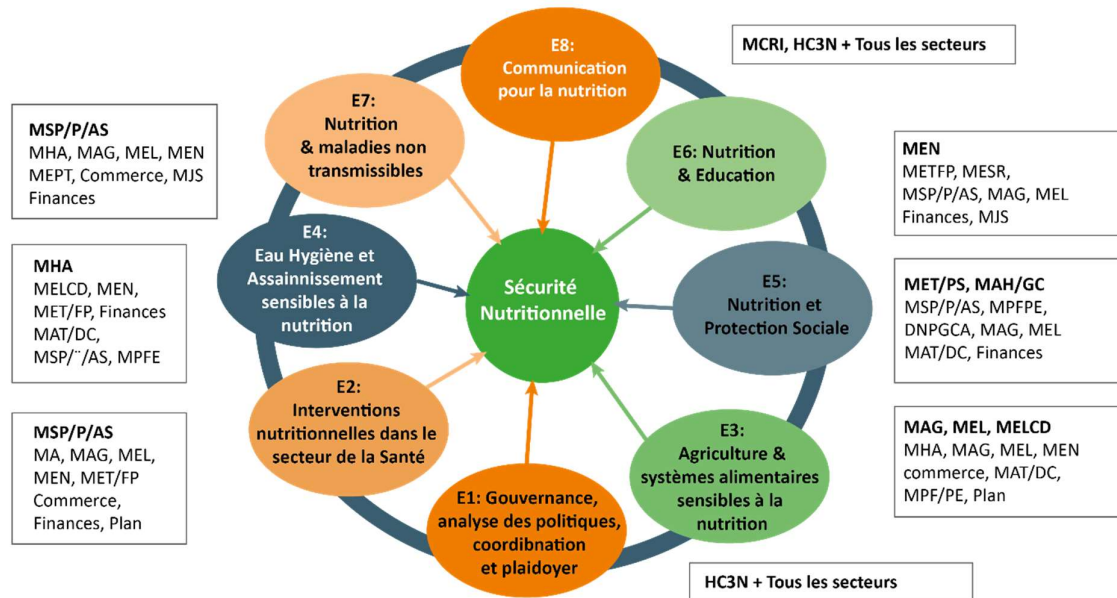 E8:
Communication
pour la nutrition
MCRI, HC3N + Tous les secteurs
E7:
Nutrition
& maladies non
transmissibles
MSP/P/AS
MHA, MAG, MEL, MEN
MEPT, Commerce, MJS
Finances
E6: Nutrition
& Education
MEN
METFP, MESR,
MSP/P/AS, MAG, MEL
Finances, MJS
E4:
Eau Hygiène et
Assainnissement
sensibles à la
nutrition
MHA
MELCD, MEN,
MET/FP, Finances
MAT/DC,
MSP/¨/AS, MPFE
Sécurité
Nutritionnelle
E5:
Nutrition et
Protection Sociale
MET/PS, MAH/GC
MSP/P/AS, MPFPE,
DNPGCA, MAG, MEL
MAT/DC, Finances
E2:
Interventions
nutritionnelles dans le
secteur de la Santé
MSP/P/AS
MA, MAG, MEL,
MEN, MET/FP
Commerce,
Finances, Plan
E3:
Agriculture &
systèmes alimentaires
sensibles à la
nutrition
MAG, MEL, MELCD
MHA, MAG, MEL, MEN
commerce, MAT/DC,
MPF/PE, Plan
E1: Gouvernance,
analyse des politiques,
coordibnation
et plaidoyer
HC3N + Tous les secteurs